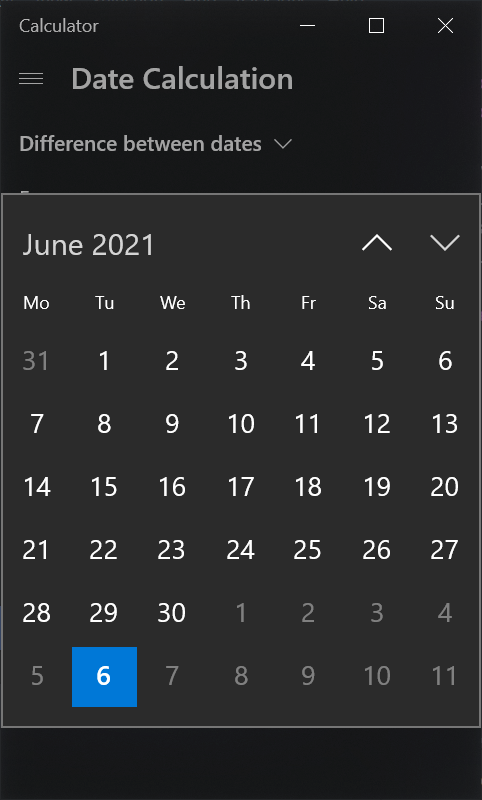 Calculator
Date Calculation
Difference between dates
June 2021
Mo Tu We Th Fr Sa Su
31 1 2 3 4 5 6
7 8 9 10 11 12 13
14 15 16 17 18 19 20
21 22 23 24 25 26 27
28 29 30 1 2 3 4
5 6 7 8 9 10 11